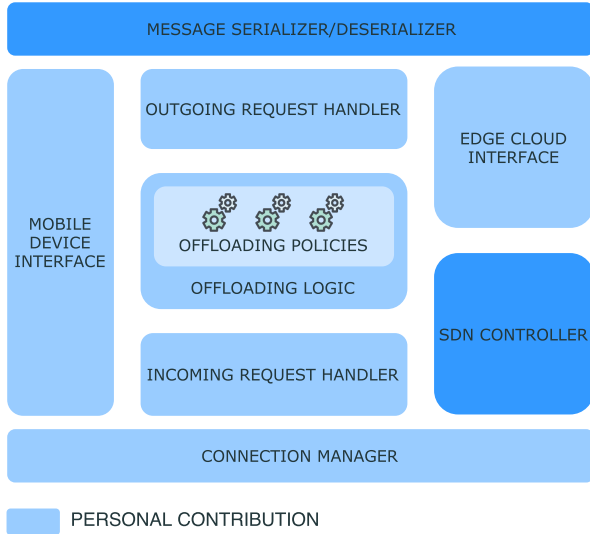 MESSAGE SERIALIZER/DESERIALIZER
OUTGOING REQUEST HANDLER
EDGE CLOUD
INTERFACE
MOBILE
DEVICE
INTERFACE
OFFLOADING POLICIES
OFFLOADING LOGIC
SDN CONTROLLER
INCOMING REQUEST HANDLER
CONNECTION MANAGER
PERSONAL CONTRIBUTION